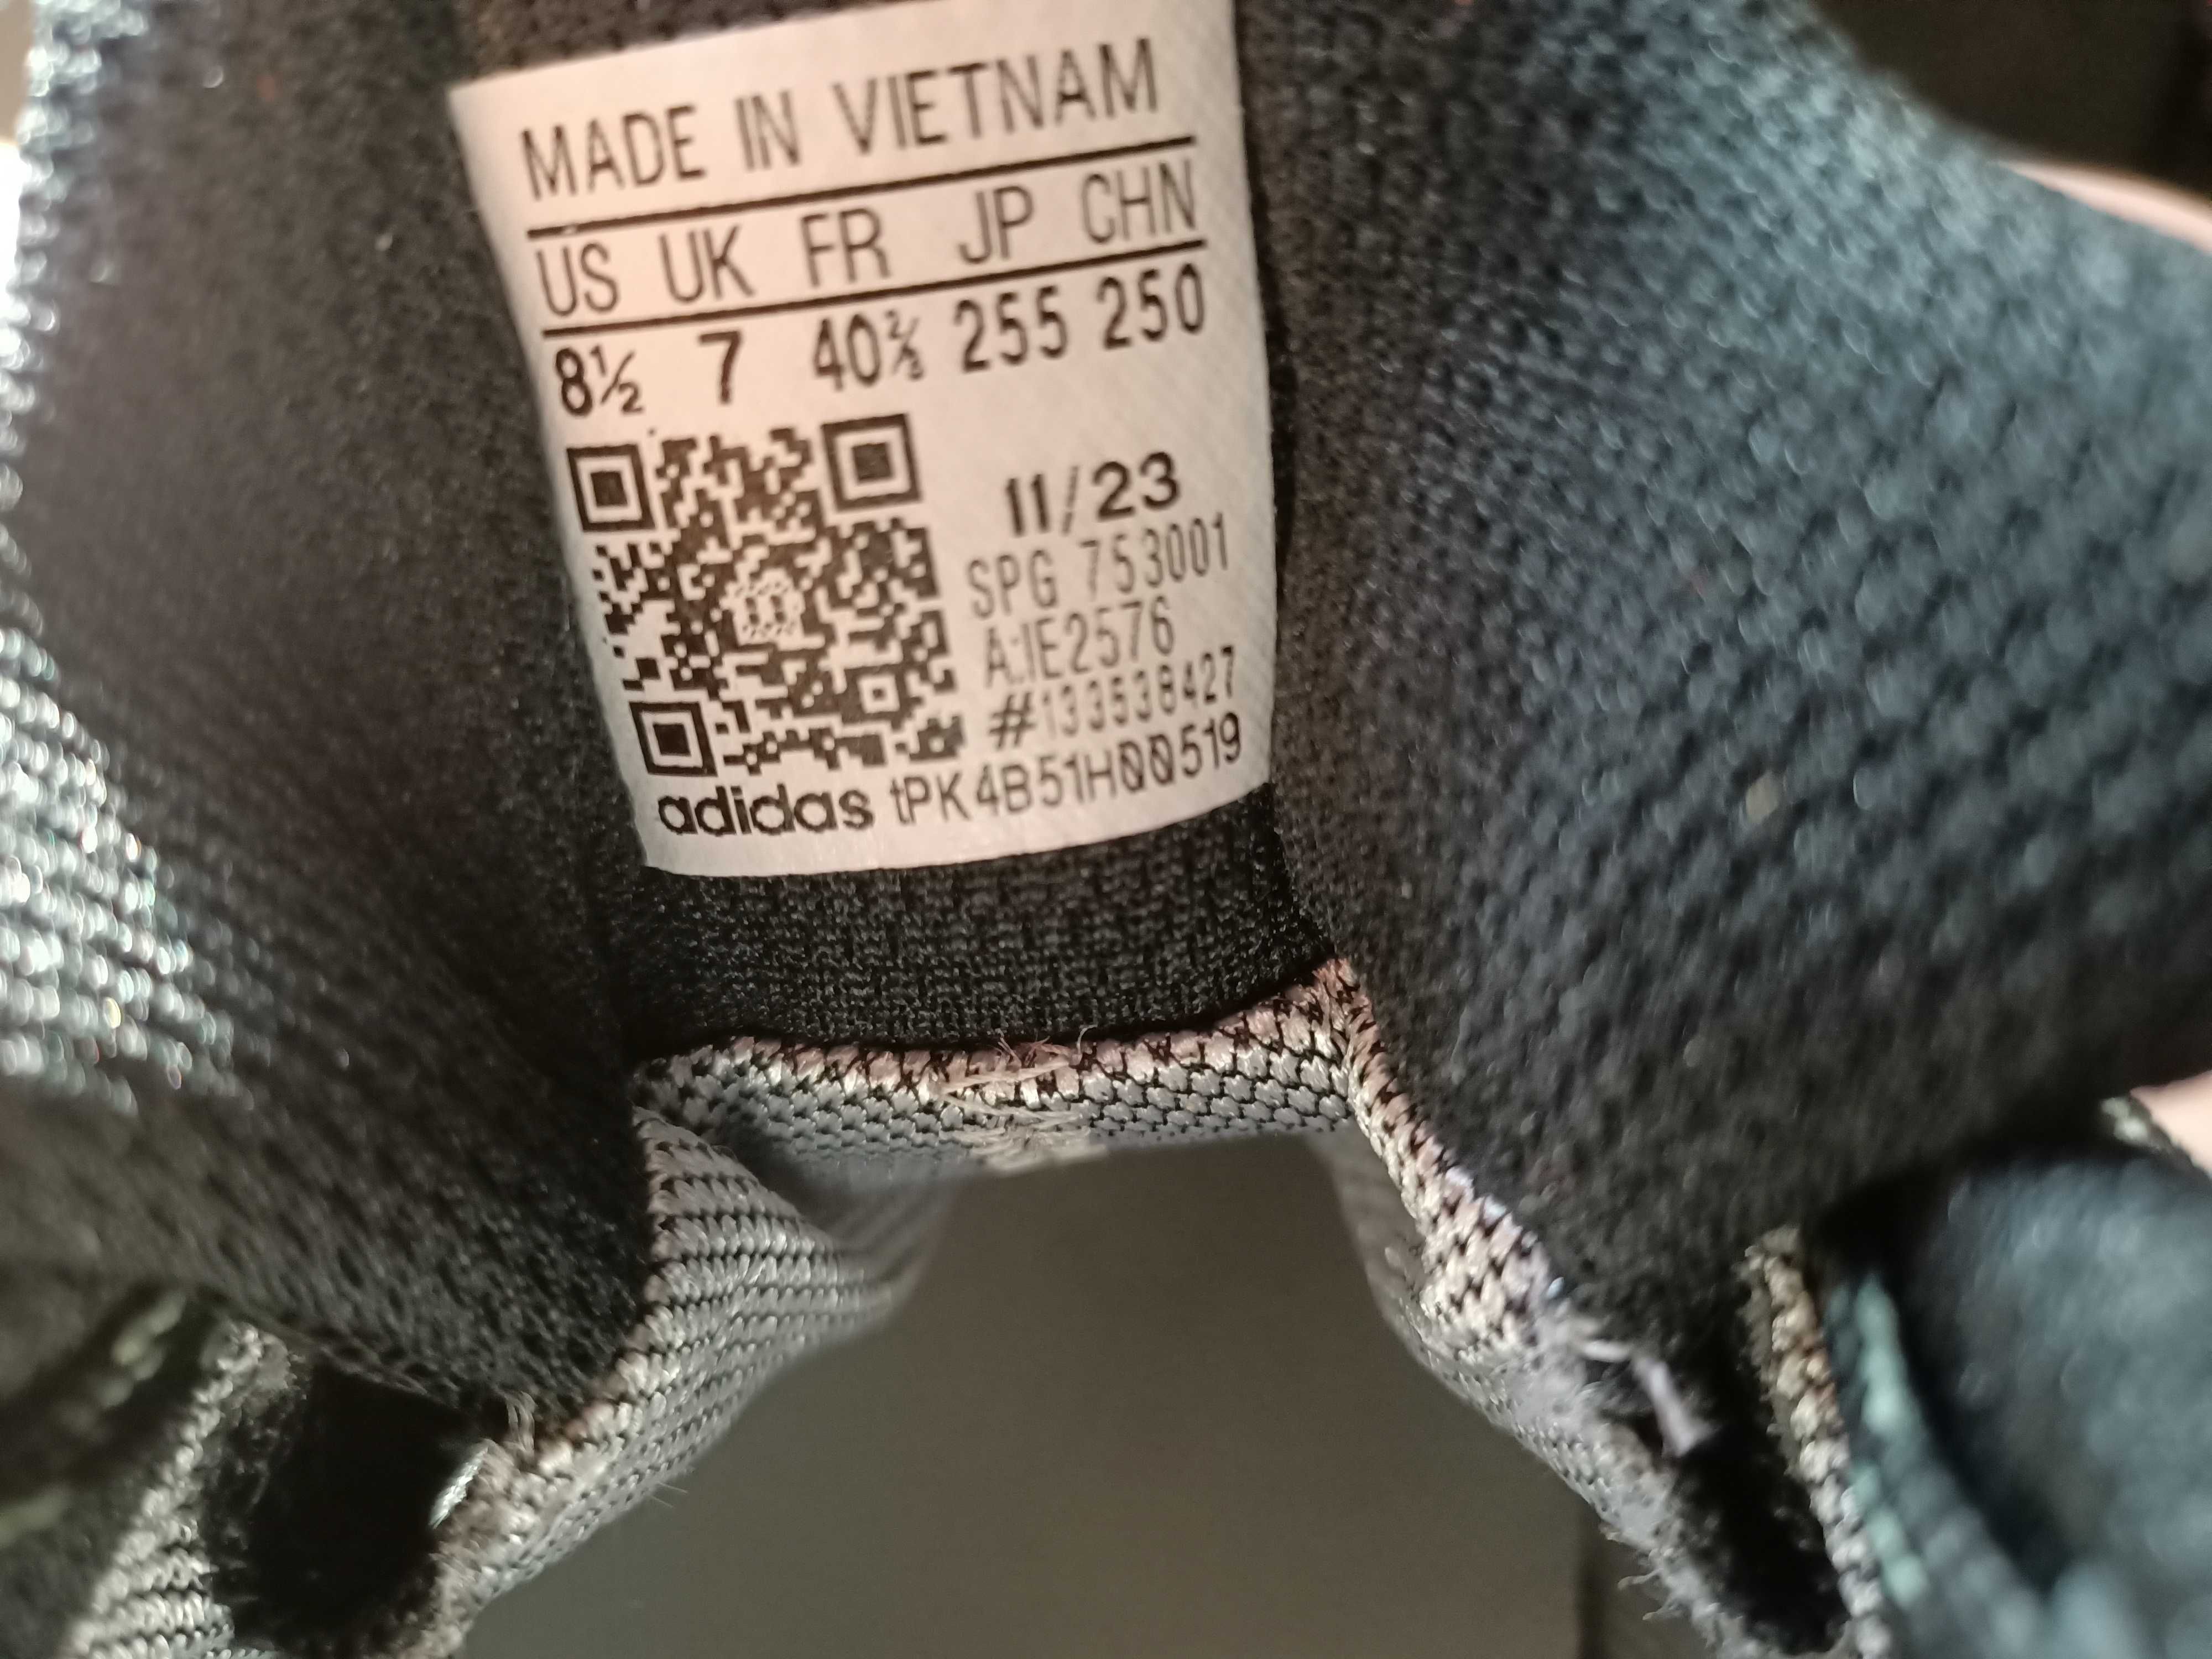 MADE IN VIETNAM
US UK FR JP CHN
8½ 7 40⅔ 255 250
11/23
SPG 753001
A:IE2576
#133538427
adidas tPK4B51H00519